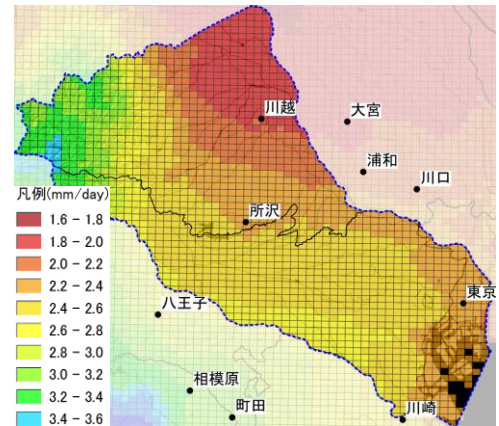 川越
大宮
浦和
川口
凡例(mm/day)
1.6 - 1.8
1.8 - 2.0
2.0 - 2.2
2.2 - 2.4
2.4 - 2.6
2.6 - 2.8
2.8 - 3.0
3.0 - 3.2
3.2 - 3.4
3.4 - 3.6
所沢
東京
八王子
相模原
町田
川崎